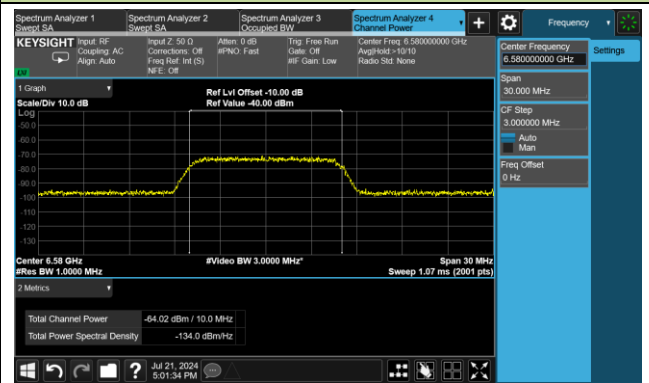 Spectrum Analyzer 1
Swept SA
Spectrum Analyzer 2
Swept SA
Spectrum Analyzer 3
Occupied BW
Spectrum Analyzer 4
Channel Power
Frequency
KEYSIGHT
Input: RF
Coupling: AC
Align: Auto
Input Z: 50 Ω
Corrections: Off
Freq Ref: Int (S)
NFE: Off
Atten: 0 dB
#PNO: Fast
Trig: Free Run
Gate: Off
#IF Gain: Low
Center Freq: 6.580000000 GHz
Avg|Hold:>10/10
Radio Std: None
Center Frequency
6.580000000 GHz
Settings
Span
30.000 MHz
CF Step
3.000000 MHz
Auto
Man
Freq Offset
0 Hz
1 Graph
Scale/Div 10.0 dB
Ref Lvl Offset -10.00 dB
Ref Value -40.00 dBm
Log
-50.0
-60.0
-70.0
-80.0
-90.0
-100
-110
-120
-130
Center 6.58 GHz
#Video BW 3.0000 MHz*
Span 30 MHz
#Res BW 1.0000 MHz
Sweep 1.07 ms (2001 pts)
2 Metrics
Total Channel Power -64.02 dBm / 10.0 MHz
Total Power Spectral Density -134.0 dBm/Hz
Jul 21, 2024
5:01:34 PM